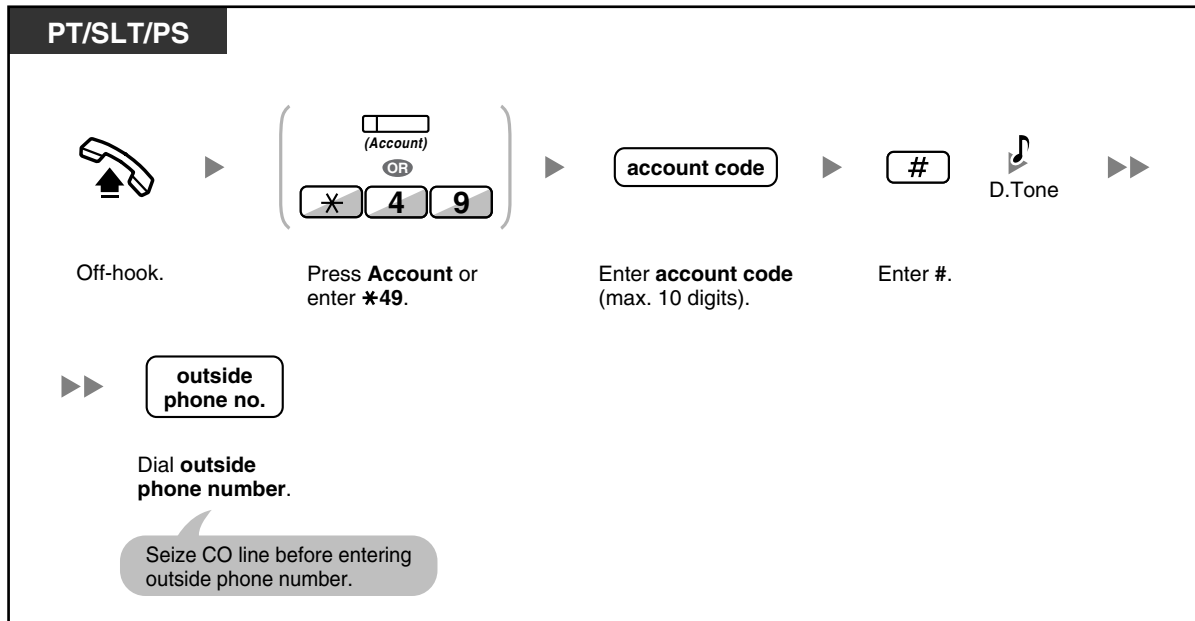 PT/SLT/PS
(Account)
OR
* 4 9
account code
#
D.Tone
Off-hook.
Press Account or
enter *49.
Enter account code
(max. 10 digits).
Enter #.
outside
phone no.
Dial outside
phone number.
Seize CO line before entering
outside phone number.